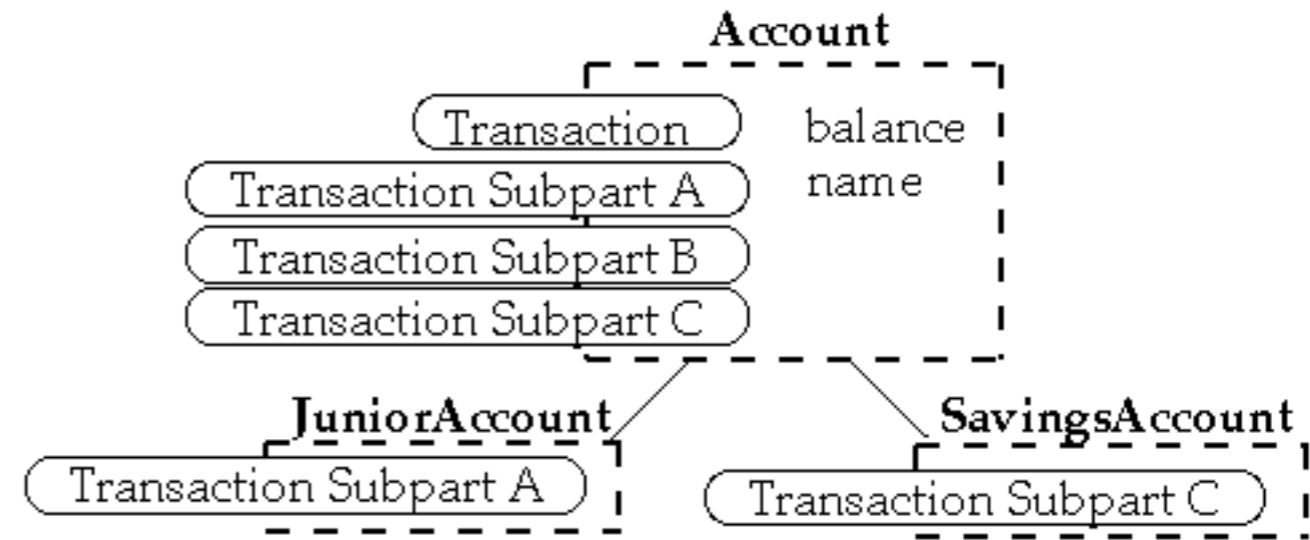 Account
Transaction
balance
Transaction Subpart A
name
Transaction Subpart B
Transaction Subpart C
JuniorAccount
SavingsAccount
Transaction Subpart A
Transaction Subpart C